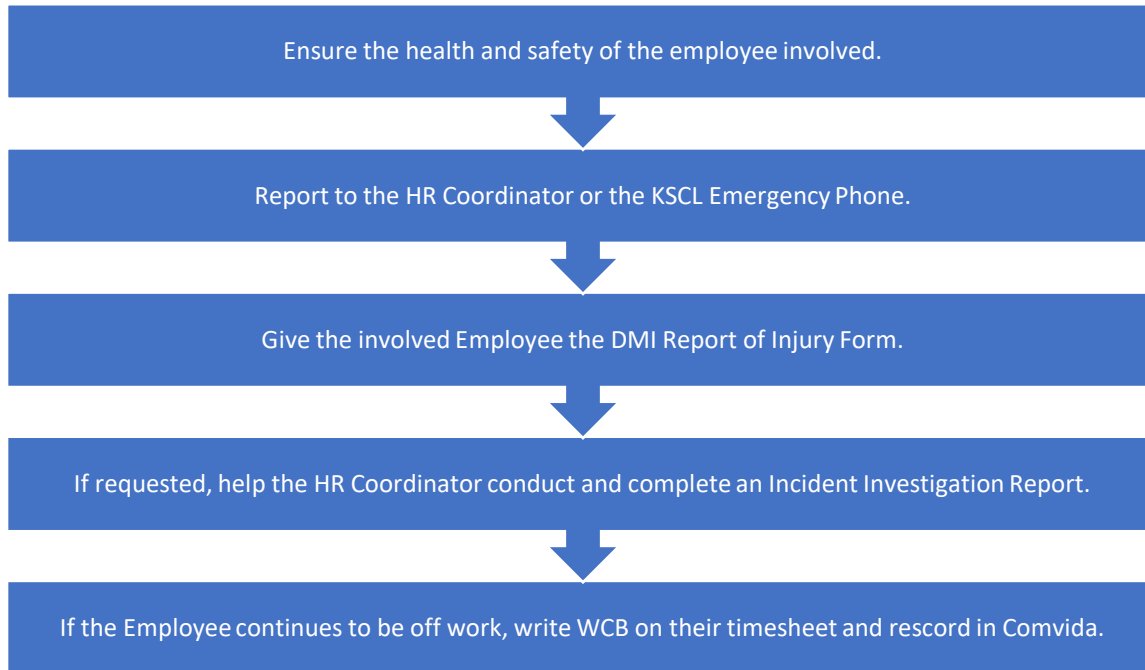 Ensure the health and safety of the employee involved.
Report to the HR Coordinator or the KSCL Emergency Phone.
Give the involved Employee the DMI Report of Injury Form.
If requested, help the HR Coordinator conduct and complete an Incident Investigation Report.
If the Employee continues to be off work, write WCB on their timesheet and rescord in Comvida.